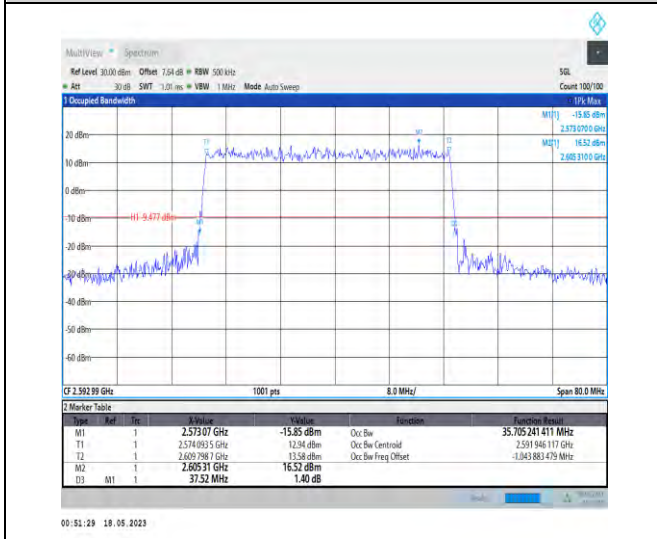 MultiView Spectrum
Ref Level 30.00 dBm Offset 7.64 dB RBW 500 kHz SGL
Att 30 dB SWT 1.01 ms VBW 1 MHz Mode Auto Sweep Count 100/100
1 Occupied Bandwidth 1Pk Max
M1[1] -15.85 dBm
2.573 070 0 GHz
M2[1] 16.52 dBm
2.605 310 0 GHz
20 dBm
10 dBm
0 dBm
-10 dBm
H1 -9.477 dBm
-20 dBm
-30 dBm
-40 dBm
-50 dBm
-60 dBm
T1
M2
T2
M1
D3
CF 2.592 99 GHz 1001 pts 8.0 MHz/ Span 80.0 MHz
2 Marker Table
Type Ref Trc X-Value Y-Value Function Function Result
M1 1 2.573 07 GHz -15.85 dBm Occ Bw 35.705 241 411 MHz
T1 1 2.574 093 5 GHz 12.94 dBm Occ Bw Centroid 2.591 946 117 GHz
T2 1 2.609 798 7 GHz 13.58 dBm Occ Bw Freq Offset -1.043 883 479 MHz
M2 1 2.605 31 GHz 16.52 dBm
D3 M1 1 37.52 MHz 1.40 dB
00:51:29 18.05.2023